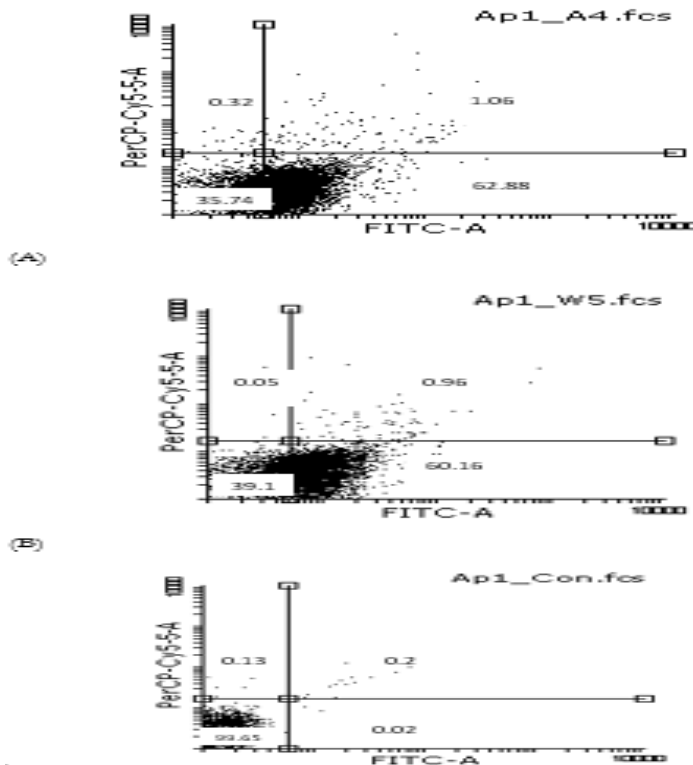 Ap1_A4.fcs
PerCP-Cy5-5-A
0.32
1.06
62.88
35.74
FITC-A
10000
(A)
Ap1_W5.fcs
PerCP-Cy5-5-A
0.05
0.96
60.16
39.1
FITC-A
10000
(B)
Ap1_Con.fcs
PerCP-Cy5-5-A
0.13
0.2
0.02
99.65
FITC-A
10000